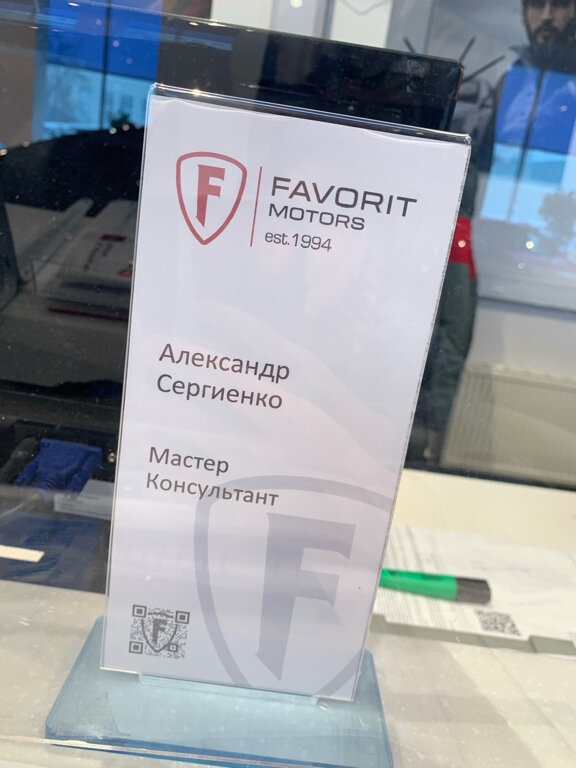 F
FAVORIT
MOTORS
est.1994
Александр
Сергиенко
Мастер
Консультант
F